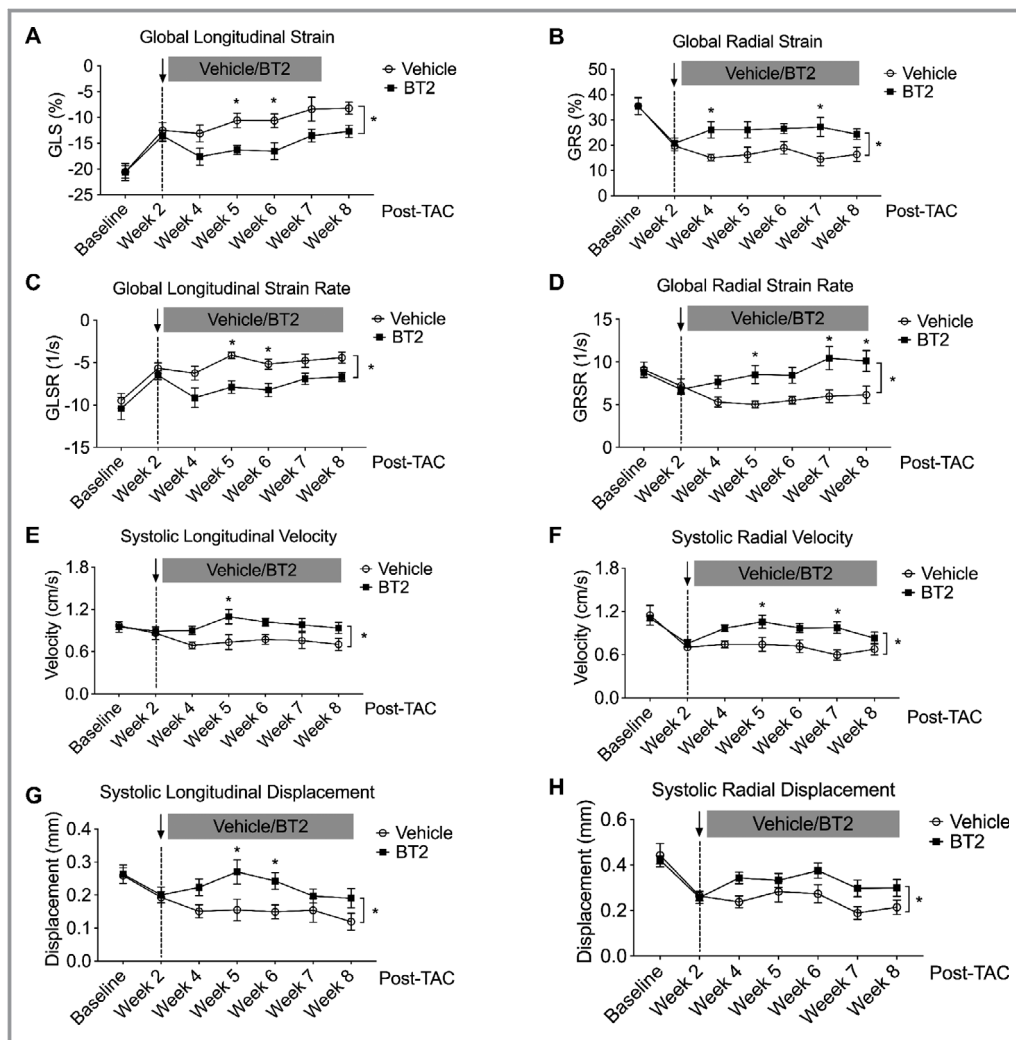 A
Global Longitudinal Strain
Vehicle/BT2
Vehicle
BT2
GLS (%)
0
-5
-10
-15
-20
-25
* *
*
Baseline
Week 2
Week 4
Week 5
Week 6
Week 7
Week 8
Post-TAC
B
Global Radial Strain
Vehicle/BT2
Vehicle
BT2
GRS (%)
50
40
30
20
10
0
* *
*
Baseline
Week 2
Week 4
Week 5
Week 6
Week 7
Week 8
Post-TAC
C
Global Longitudinal Strain Rate
Vehicle/BT2
Vehicle
BT2
GLSR (1/s)
0
-5
-10
-15
* *
*
Baseline
Week 2
Week 4
Week 5
Week 6
Week 7
Week 8
Post-TAC
D
Global Radial Strain Rate
Vehicle/BT2
Vehicle
BT2
GRSR (1/s)
15
10
5
0
* * *
*
Baseline
Week 2
Week 4
Week 5
Week 6
Week 7
Week 8
Post-TAC
E
Systolic Longitudinal Velocity
Vehicle/BT2
Vehicle
BT2
Velocity (cm/s)
1.8
1.2
0.6
0.0
*
*
Baseline
Week 2
Week 4
Week 5
Week 6
Week 7
Week 8
Post-TAC
F
Systolic Radial Velocity
Vehicle/BT2
Vehicle
BT2
Velocity (cm/s)
1.8
1.2
0.6
0.0
* *
*
Baseline
Week 2
Week 4
Week 5
Week 6
Week 7
Week 8
Post-TAC
G
Systolic Longitudinal Displacement
Vehicle/BT2
Vehicle
BT2
Displacement (mm)
0.4
0.3
0.2
0.1
0.0
* *
*
Baseline
Week 2
Week 4
Week 5
Week 6
Week 7
Week 8
Post-TAC
H
Systolic Radial Displacement
Vehicle/BT2
Vehicle
BT2
Displacement (mm)
0.6
0.4
0.2
0.0
*
Baseline
Week 2
Week 4
Week 5
Week 6
Week 7
Week 8
Post-TAC